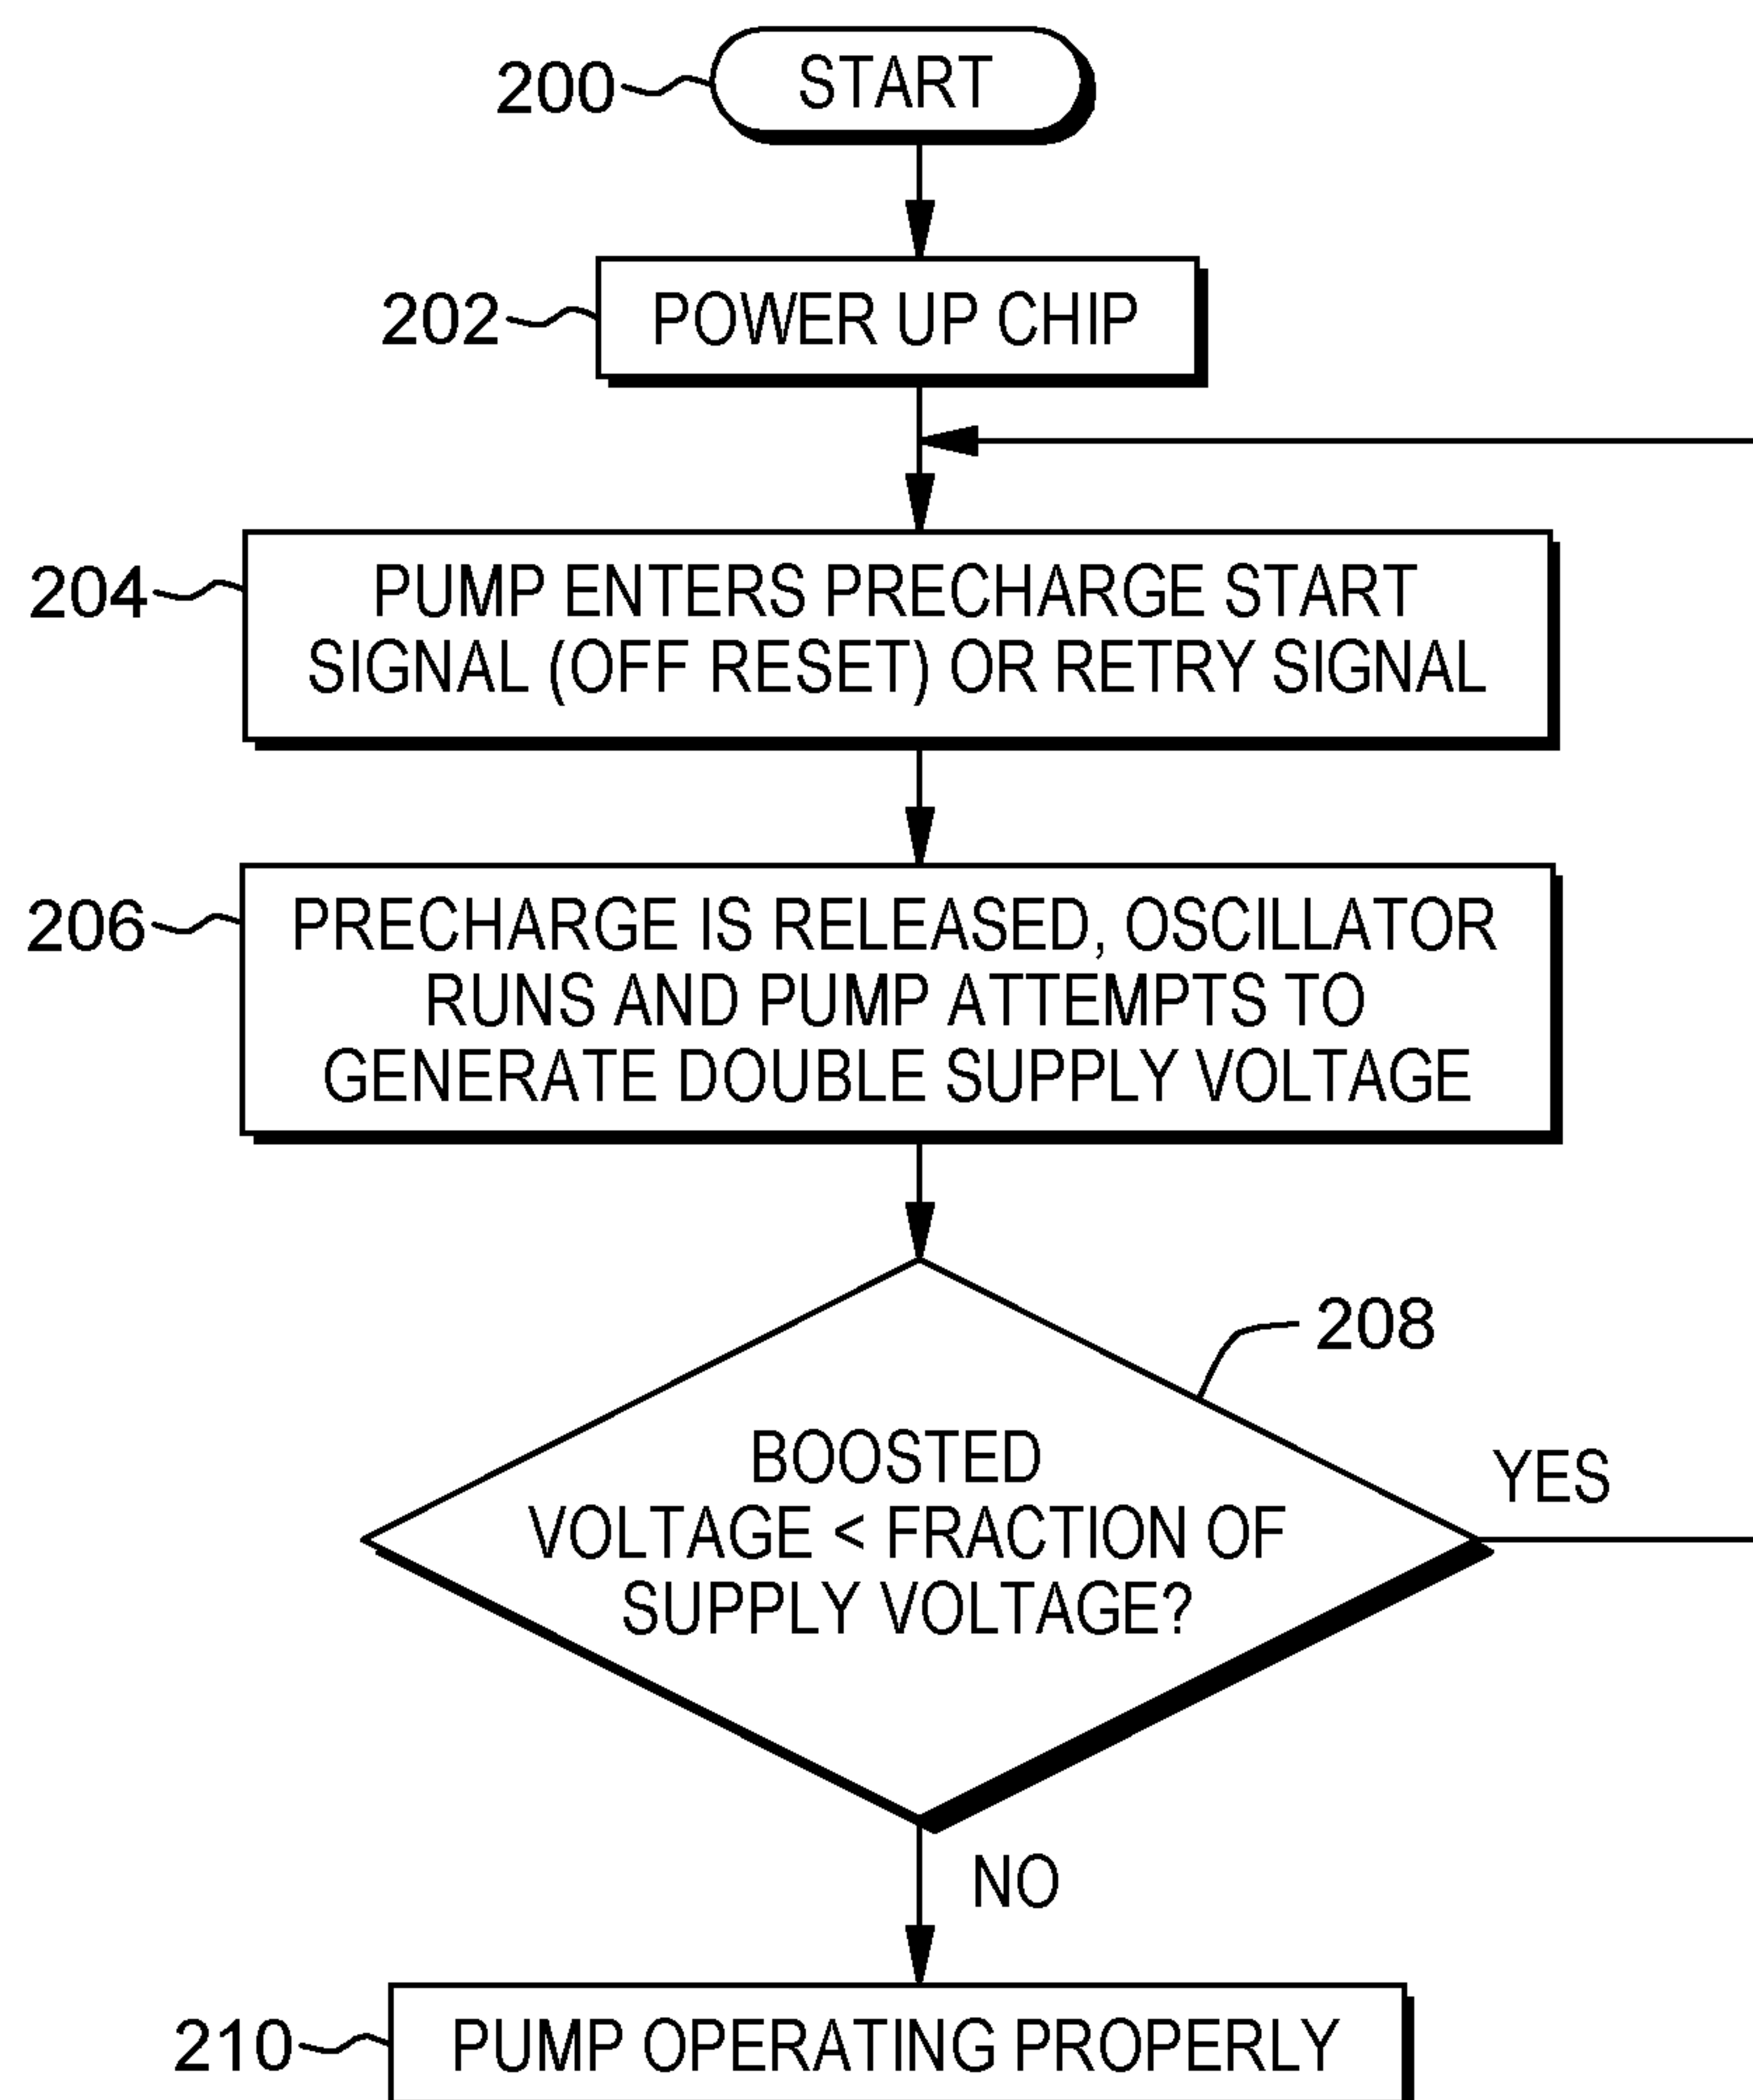 200
START
202
POWER UP CHIP
204
PUMP ENTERS PRECHARGE START
SIGNAL (OFF RESET) OR RETRY SIGNAL
206
PRECHARGE IS RELEASED, OSCILLATOR
RUNS AND PUMP ATTEMPTS TO
GENERATE DOUBLE SUPPLY VOLTAGE
208
BOOSTED
VOLTAGE < FRACTION OF
SUPPLY VOLTAGE?
YES
NO
210
PUMP OPERATING PROPERLY